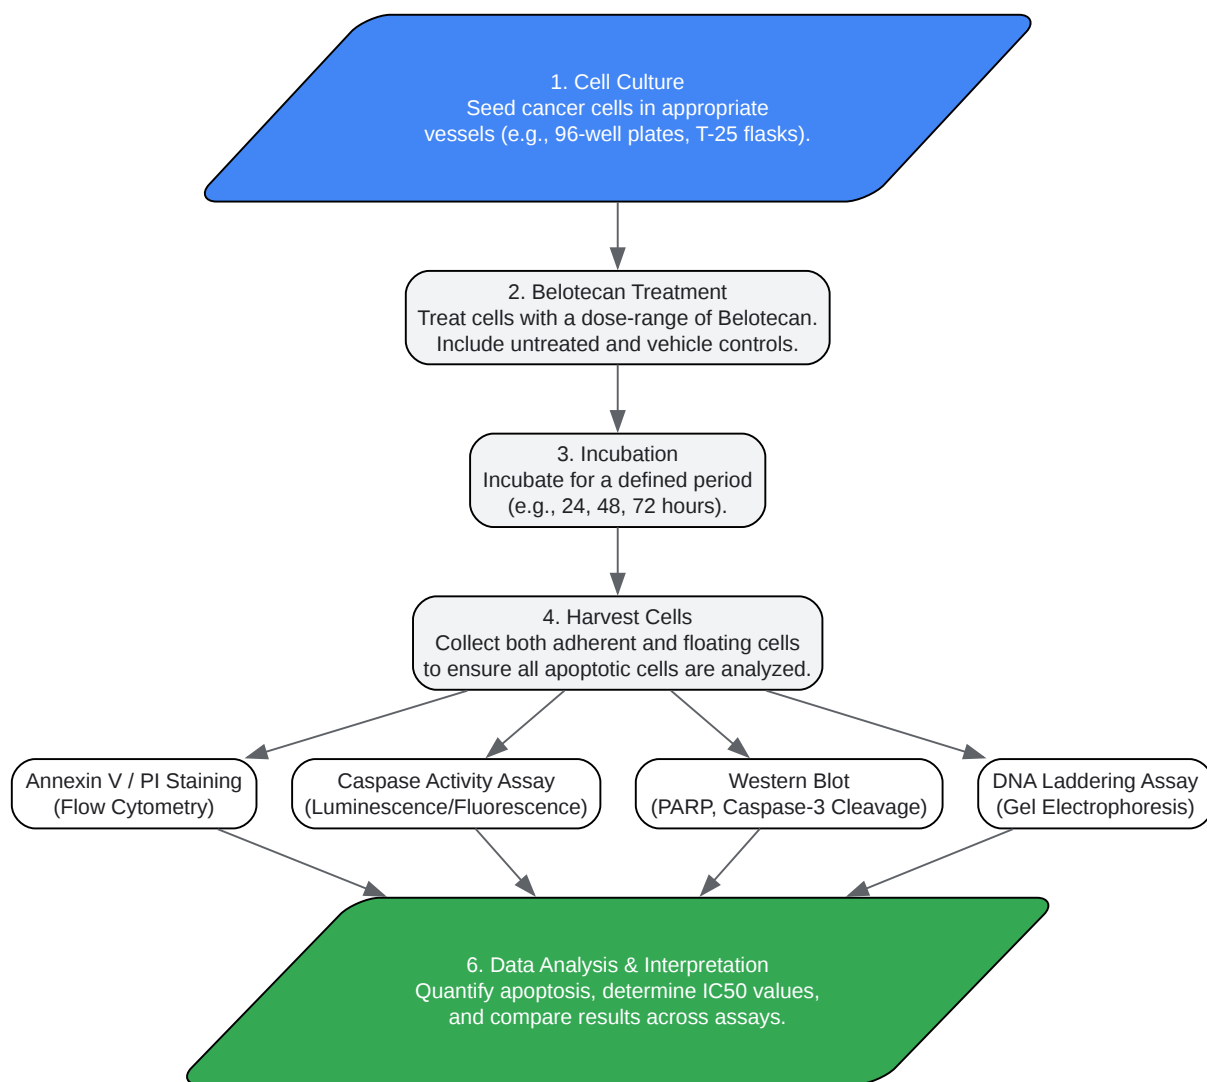 1. Cell Culture
Seed cancer cells in appropriate
vessels (e.g., 96-well plates, T-25 flasks).
2. Belotecan Treatment
Treat cells with a dose-range of Belotecan.
Include untreated and vehicle controls.
3. Incubation
Incubate for a defined period
(e.g., 24, 48, 72 hours).
4. Harvest Cells
Collect both adherent and floating cells
to ensure all apoptotic cells are analyzed.
Annexin V / PI Staining
(Flow Cytometry)
Caspase Activity Assay
(Luminescence/Fluorescence)
Western Blot
(PARP, Caspase-3 Cleavage)
DNA Laddering Assay
(Gel Electrophoresis)
6. Data Analysis & Interpretation
Quantify apoptosis, determine IC50 values,
and compare results across assays.